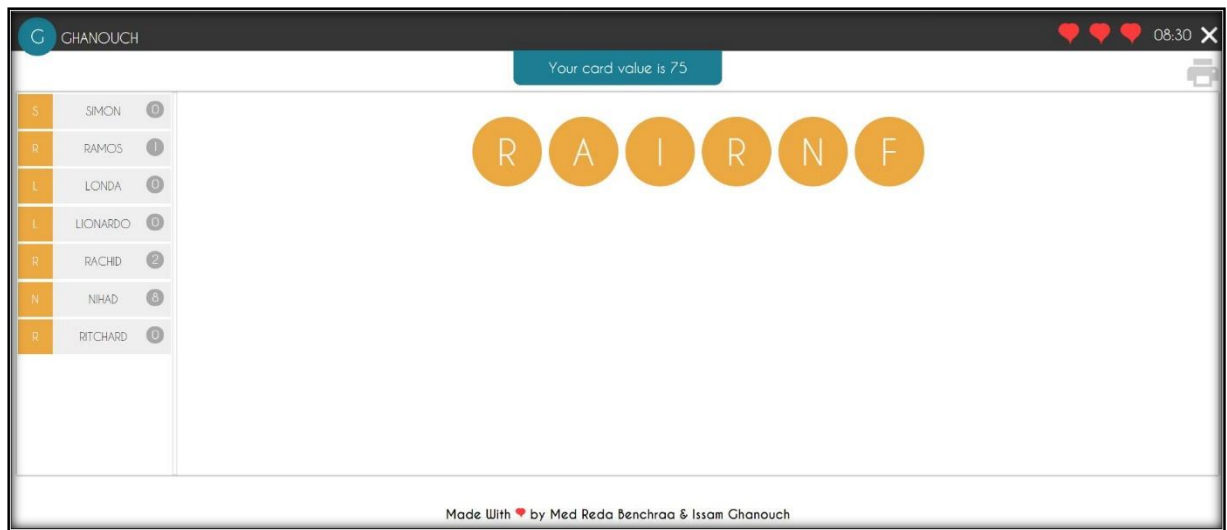 G GHANOUCH 08:30
Your card value is 75
S SIMON 0
R RAMOS 1
L LONDA 0
L LIONARDO 0
R RACHID 2
N NIHAD 8
R RITCHARD 0
R A I R N F
Made With by Med Reda Benchraa & Issam Ghanouch